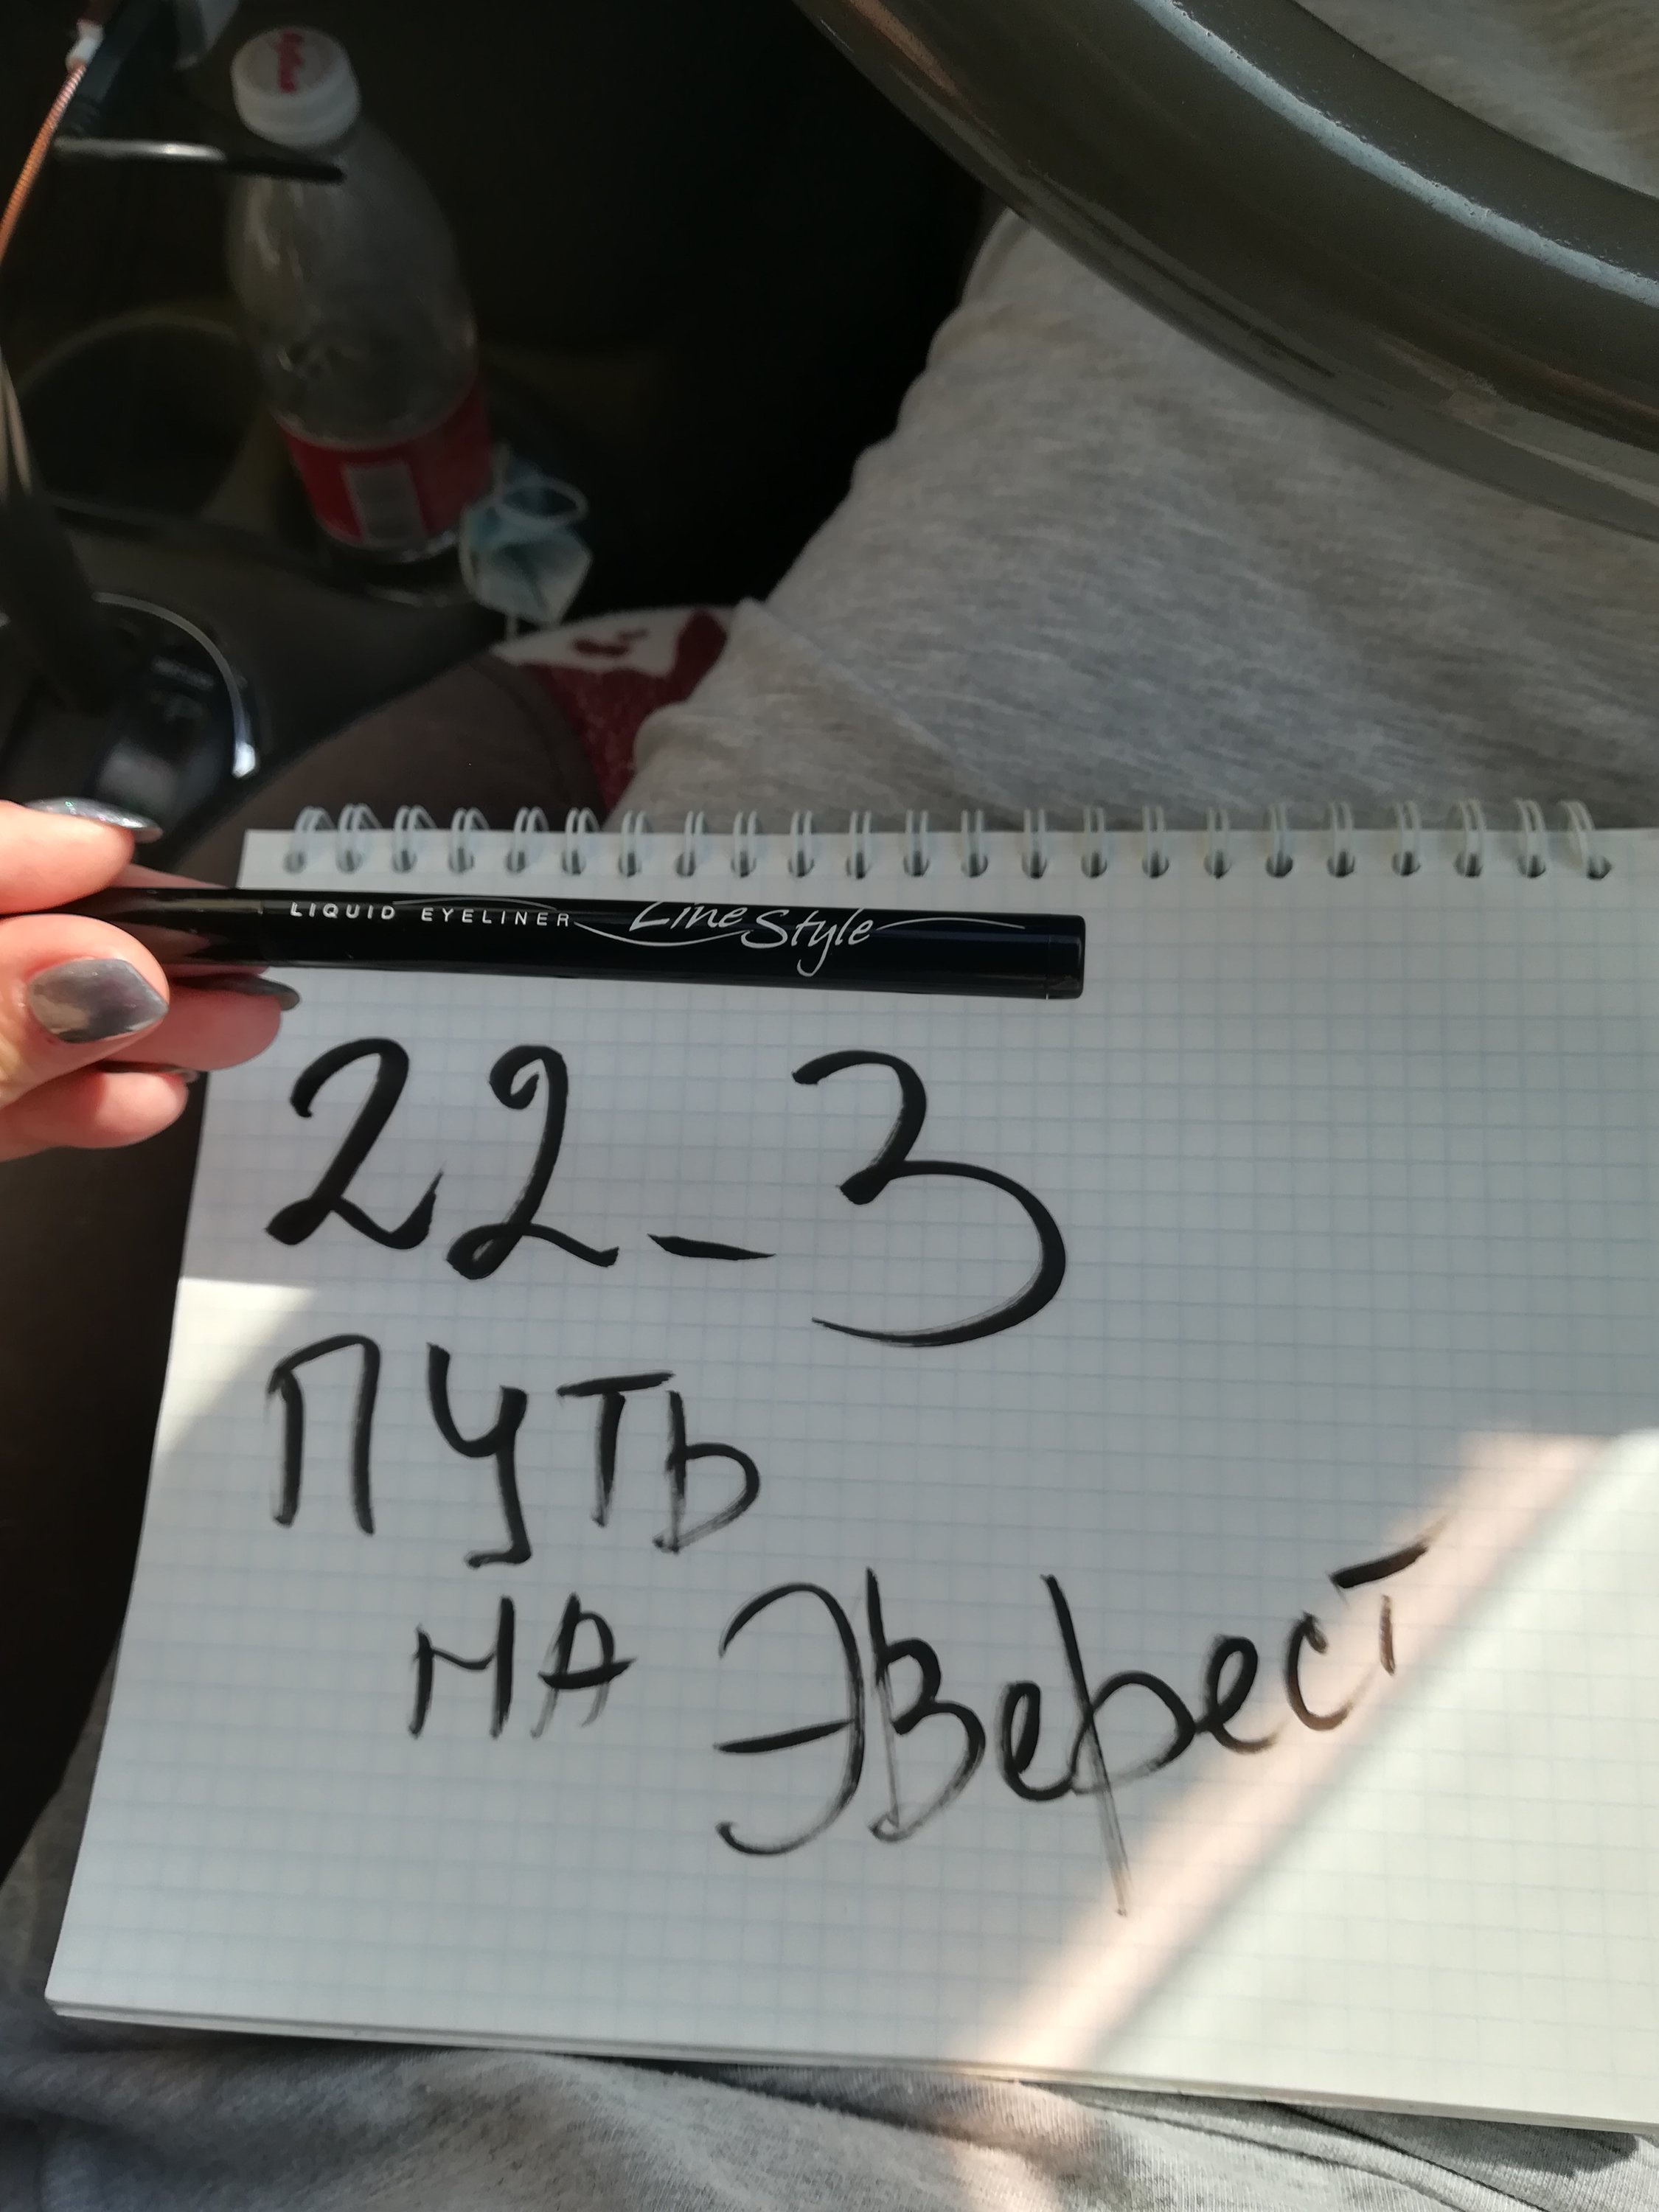 LIQUID EYELINER Line Style
22-3
ПУТЬ
НА Эверест